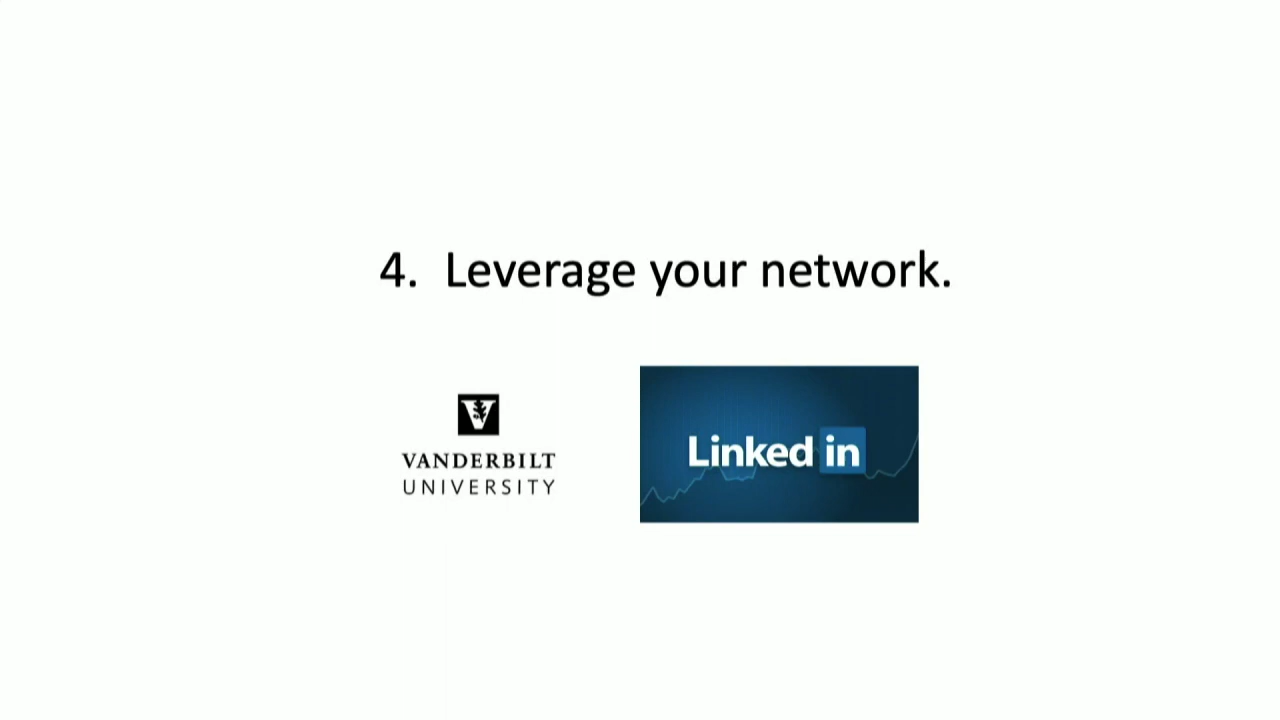 4. Leverage your network.
V
VANDERBILT
UNIVERSITY
Linked in